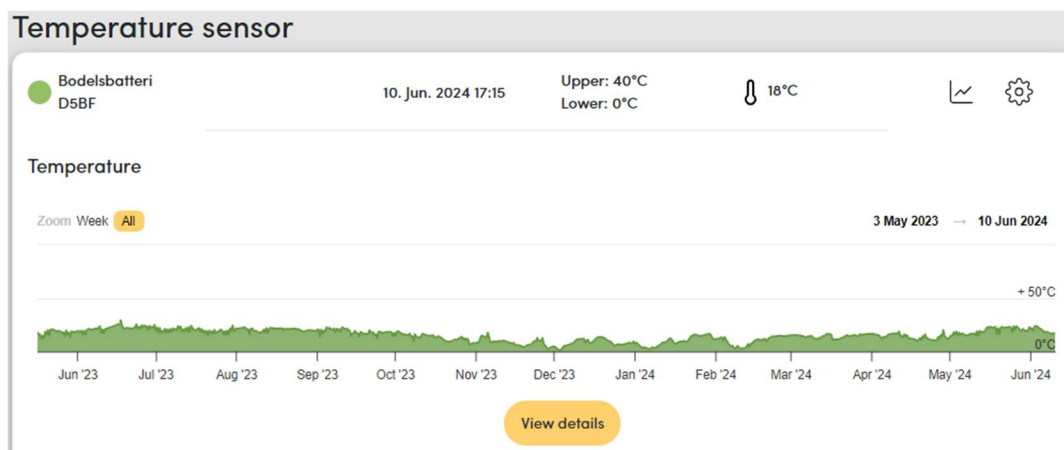 Temperature sensor
Bodelsbatteri
D5BF
10. Jun. 2024 17:15
Upper: 40°C
Lower: 0°C
18°C
Temperature
Zoom Week All
3 May 2023 → 10 Jun 2024
+ 50°C
0°C
Jun '23 Jul '23 Aug '23 Sep '23 Oct '23 Nov '23 Dec '23 Jan '24 Feb '24 Mar '24 Apr '24 May '24 Jun '24
View details